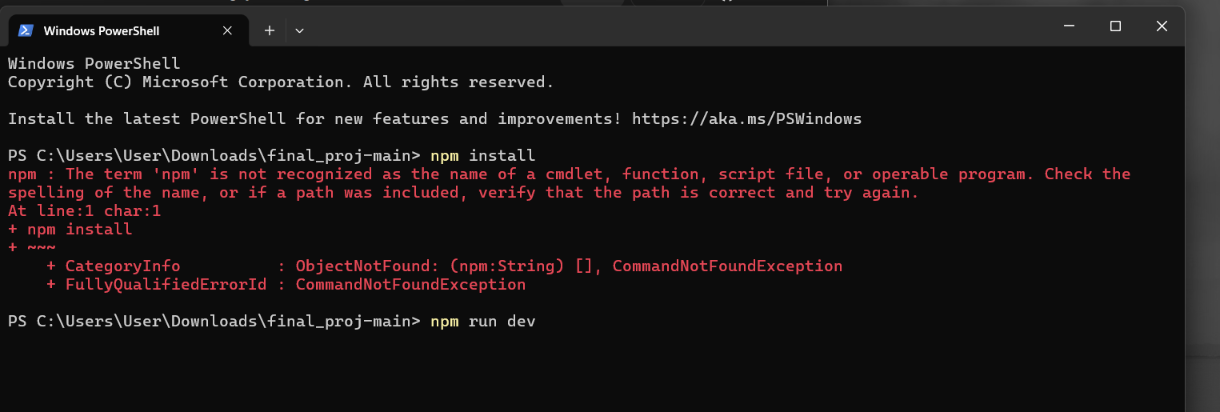 Windows PowerShell
Windows PowerShell
Copyright (C) Microsoft Corporation. All rights reserved.
Install the latest PowerShell for new features and improvements! https://aka.ms/PSWindows
PS C:\Users\User\Downloads\final_proj-main> npm install
npm : The term 'npm' is not recognized as the name of a cmdlet, function, script file, or operable program. Check the
spelling of the name, or if a path was included, verify that the path is correct and try again.
At line:1 char:1
+ npm install
+ ~~~
    + CategoryInfo          : ObjectNotFound: (npm:String) [], CommandNotFoundException
    + FullyQualifiedErrorId : CommandNotFoundException
PS C:\Users\User\Downloads\final_proj-main> npm run dev